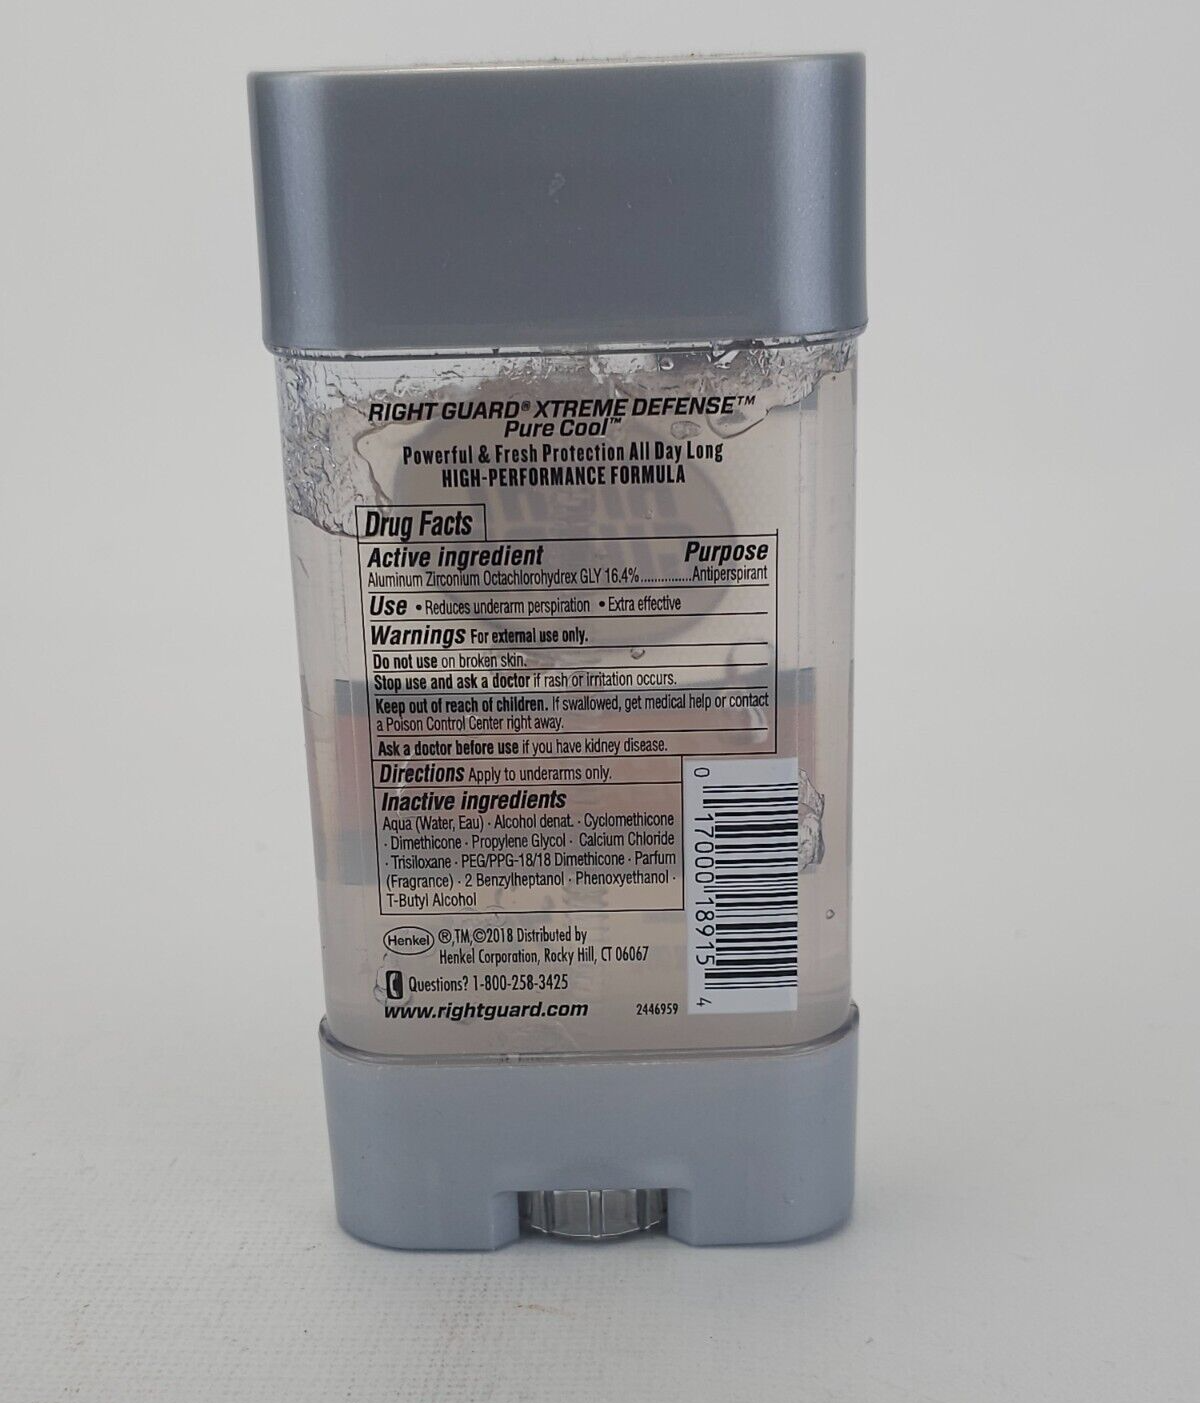 RIGHT GUARD® XTREME DEFENSE™
Pure Cool™
Powerful & Fresh Protection All Day Long
HIGH-PERFORMANCE FORMULA
Drug Facts
Active ingredient Purpose
Aluminum Zirconium Octachlorohydrex GLY 16.4%...............Antiperspirant
Use • Reduces underarm perspiration • Extra effective
Warnings For external use only.
Do not use on broken skin.
Stop use and ask a doctor if rash or irritation occurs.
Keep out of reach of children. If swallowed, get medical help or contact
a Poison Control Center right away.
Ask a doctor before use if you have kidney disease.
Directions Apply to underarms only.
Inactive ingredients
Aqua (Water, Eau) · Alcohol denat. · Cyclomethicone
· Dimethicone · Propylene Glycol · Calcium Chloride
· Trisiloxane · PEG/PPG-18/18 Dimethicone · Parfum
(Fragrance) · 2 Benzylheptanol · Phenoxyethanol ·
T-Butyl Alcohol
Henkel ®,TM,©2018 Distributed by
Henkel Corporation, Rocky Hill, CT 06067
Questions? 1-800-258-3425
www.rightguard.com 2446959
0 17000 18915 4